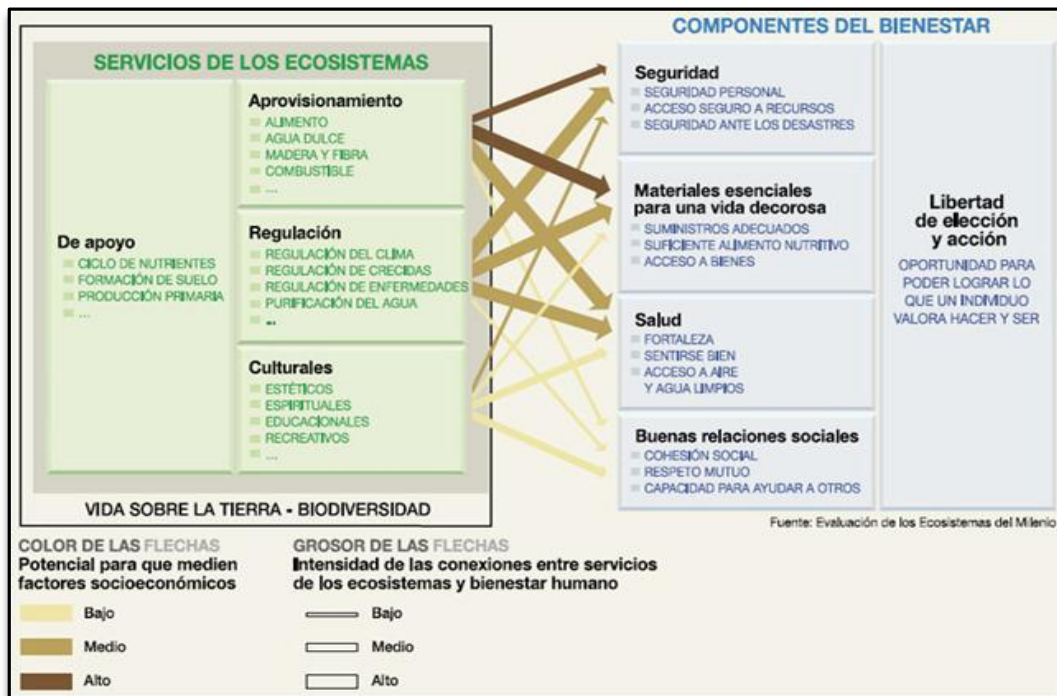 SERVICIOS DE LOS ECOSISTEMAS
De apoyo
CICLO DE NUTRIENTES
FORMACIÓN DE SUELO
PRODUCCIÓN PRIMARIA
...
Aprovisionamiento
ALIMENTO
AGUA DULCE
MADERA Y FIBRA
COMBUSTIBLE
...
Regulación
REGULACIÓN DEL CLIMA
REGULACIÓN DE CRECIDAS
REGULACIÓN DE ENFERMEDADES
PURIFICACIÓN DEL AGUA
...
Culturales
ESTÉTICOS
ESPIRITUALES
EDUCACIONALES
RECREATIVOS
...
VIDA SOBRE LA TIERRA - BIODIVERSIDAD
COMPONENTES DEL BIENESTAR
Seguridad
SEGURIDAD PERSONAL
ACCESO SEGURO A RECURSOS
SEGURIDAD ANTE LOS DESASTRES
Materiales esenciales
para una vida decorosa
SUMINISTROS ADECUADOS
SUFICIENTE ALIMENTO NUTRITIVO
ACCESO A BIENES
Salud
FORTALEZA
SENTIRSE BIEN
ACCESO A AIRE
Y AGUA LIMPIOS
Buenas relaciones sociales
COHESIÓN SOCIAL
RESPETO MUTUO
CAPACIDAD PARA AYUDAR A OTROS
Libertad
de elección
y acción
OPORTUNIDAD PARA
PODER LOGRAR LO
QUE UN INDIVIDUO
VALORA HACER Y SER
Fuente: Evaluación de los Ecosistemas del Milenio
COLOR DE LAS FLECHAS
Potencial para que medien
factores socioeconómicos
Bajo
Medio
Alto
GROSOR DE LAS FLECHAS
Intensidad de las conexiones entre servicios
de los ecosistemas y bienestar humano
Bajo
Medio
Alto